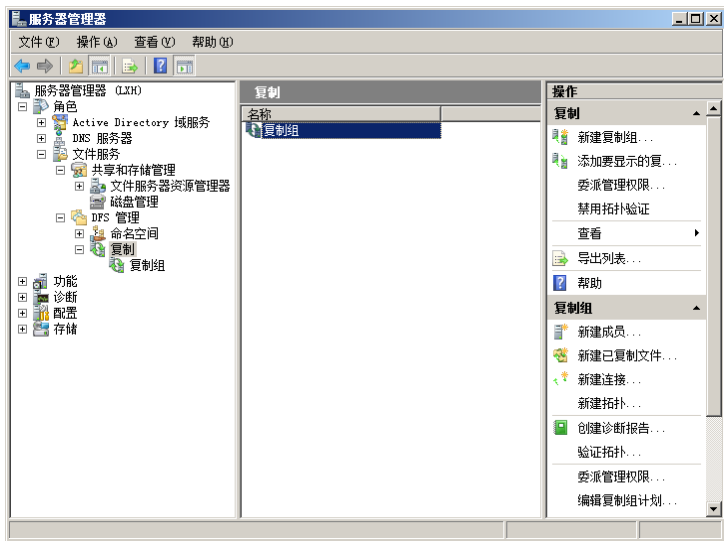 服务器管理器
文件(F) 操作(A) 查看(V) 帮助(H)
服务器管理器 (LXH)
角色
Active Directory 域服务
DNS 服务器
文件服务
共享和存储管理
文件服务器资源管理器
磁盘管理
DFS 管理
命名空间
复制
复制组
功能
诊断
配置
存储
复制
名称
复制组
操作
复制
新建复制组...
添加要显示的复...
委派管理权限...
禁用拓扑验证
查看
导出列表...
帮助
复制组
新建成员...
新建已复制文件...
新建连接...
新建拓扑...
创建诊断报告...
验证拓扑...
委派管理权限...
编辑复制组计划...